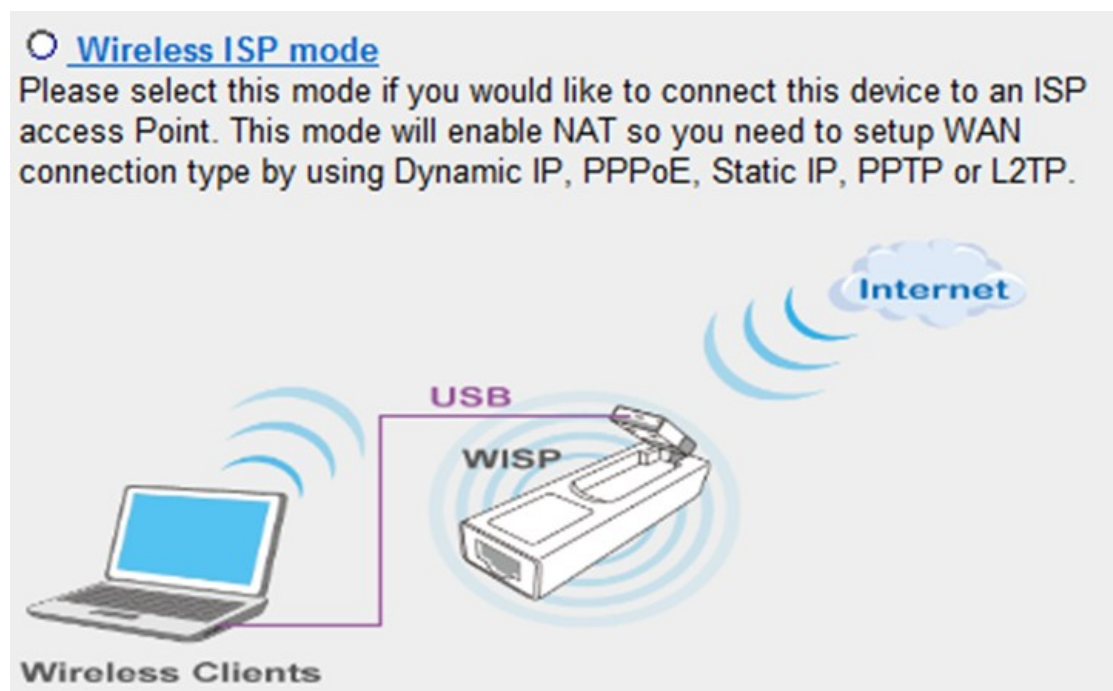 Wireless ISP mode
Please select this mode if you would like to connect this device to an ISP
access Point. This mode will enable NAT so you need to setup WAN
connection type by using Dynamic IP, PPPoE, Static IP, PPTP or L2TP.
Internet
USB
WISP
Wireless Clients